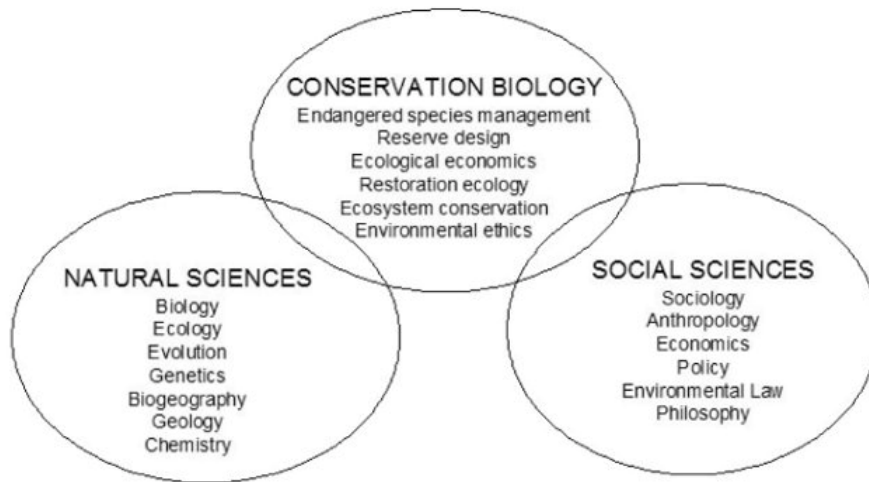 CONSERVATION BIOLOGY
Endangered species management
Reserve design
Ecological economics
Restoration ecology
Ecosystem conservation
Environmental ethics
NATURAL SCIENCES
Biology
Ecology
Evolution
Genetics
Biogeography
Geology
Chemistry
SOCIAL SCIENCES
Sociology
Anthropology
Economics
Policy
Environmental Law
Philosophy